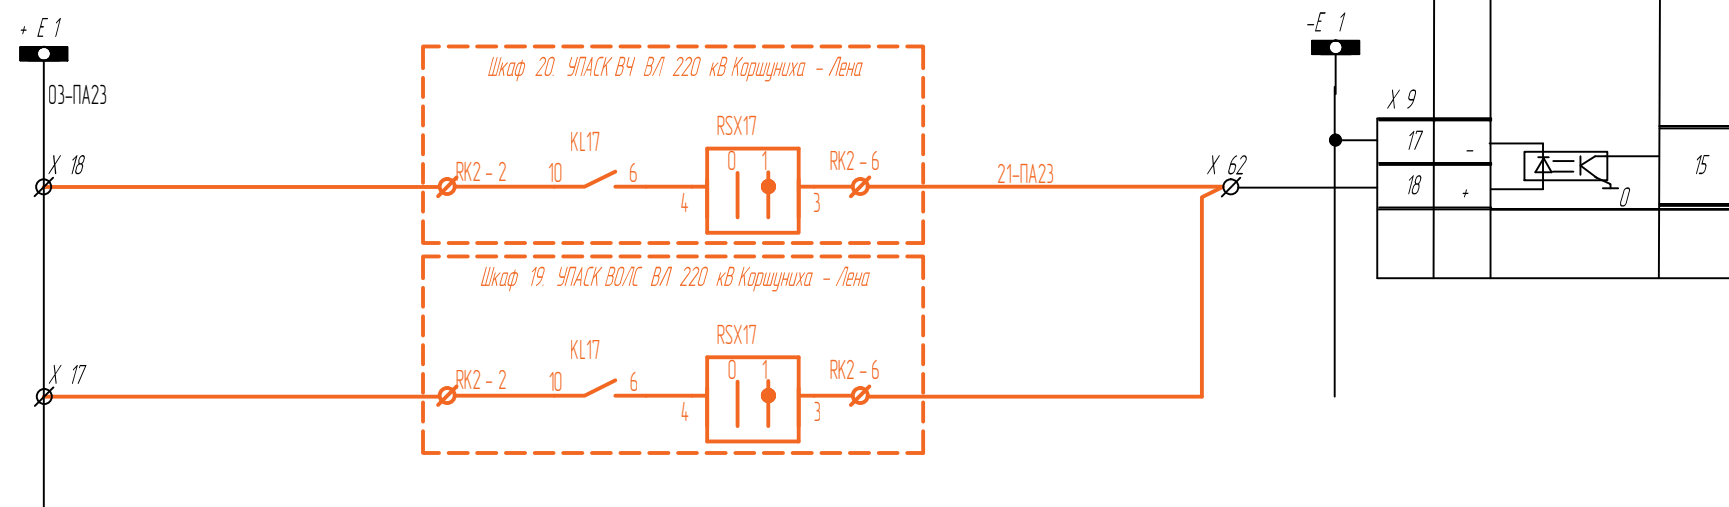 + E 1
-E 1
03-ПА23
Шкаф 20. УПАСК ВЧ ВЛ 220 кВ Коршуниха - Лена
X 9
RSX17
KL17
0 1
17
-
X 18
RK2 - 2
10
6
RK2 - 6
21-ПА23
X 62
15
18
+
0
4
3
Шкаф 19. УПАСК ВОЛС ВЛ 220 кВ Коршуниха - Лена
RSX17
KL17
0 1
X 17
RK2 - 2
10
6
RK2 - 6
4
3